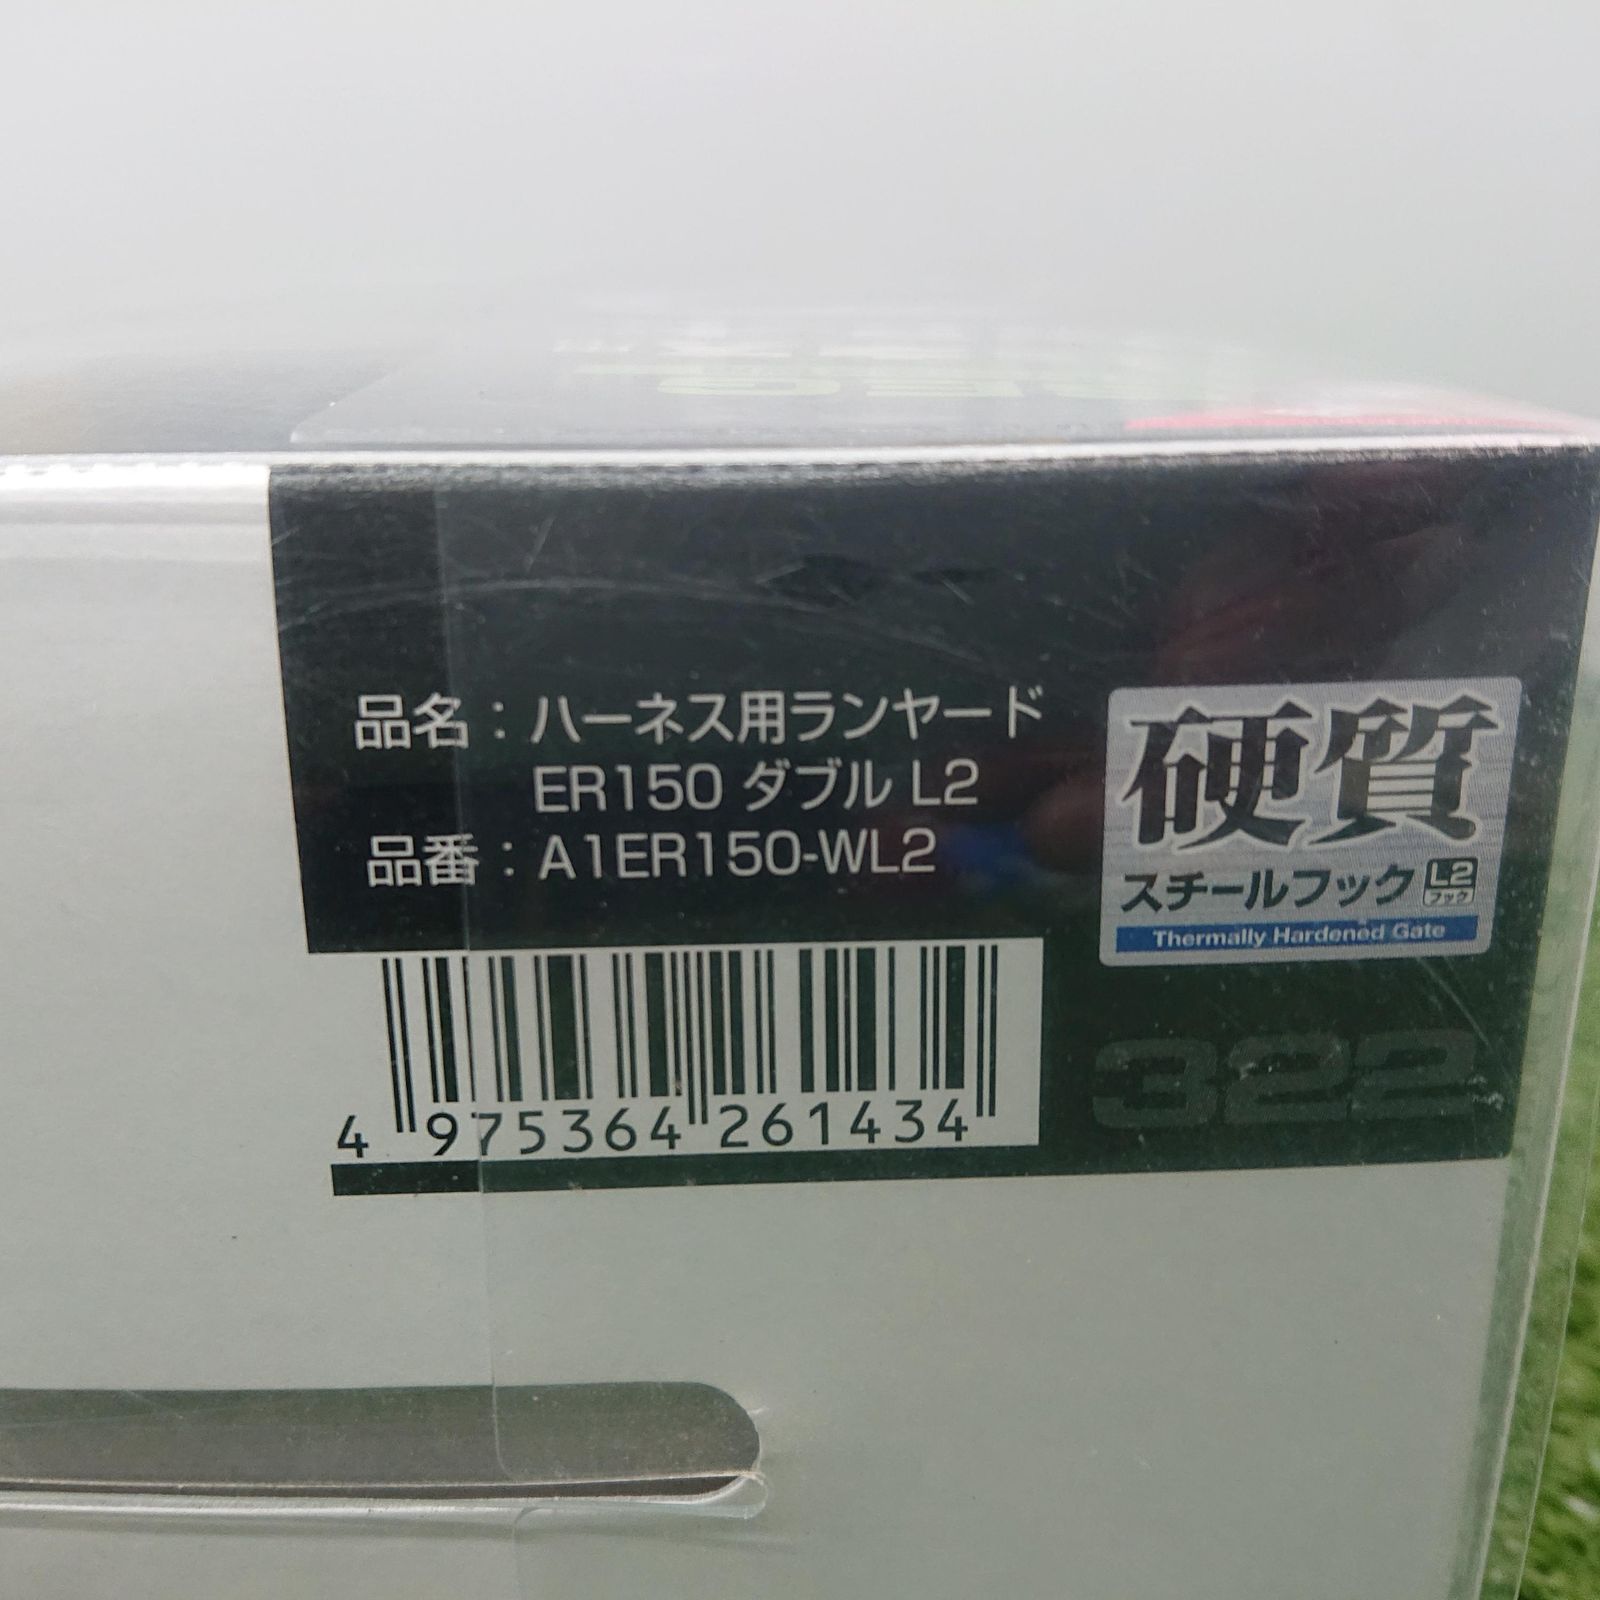 品名：ハーネス用ランヤード
ER150 ダブル L2
品番：A1ER150-WL2
硬質
スチールフック L2
フック
Thermally Hardened Gate
322
4 975364 261434